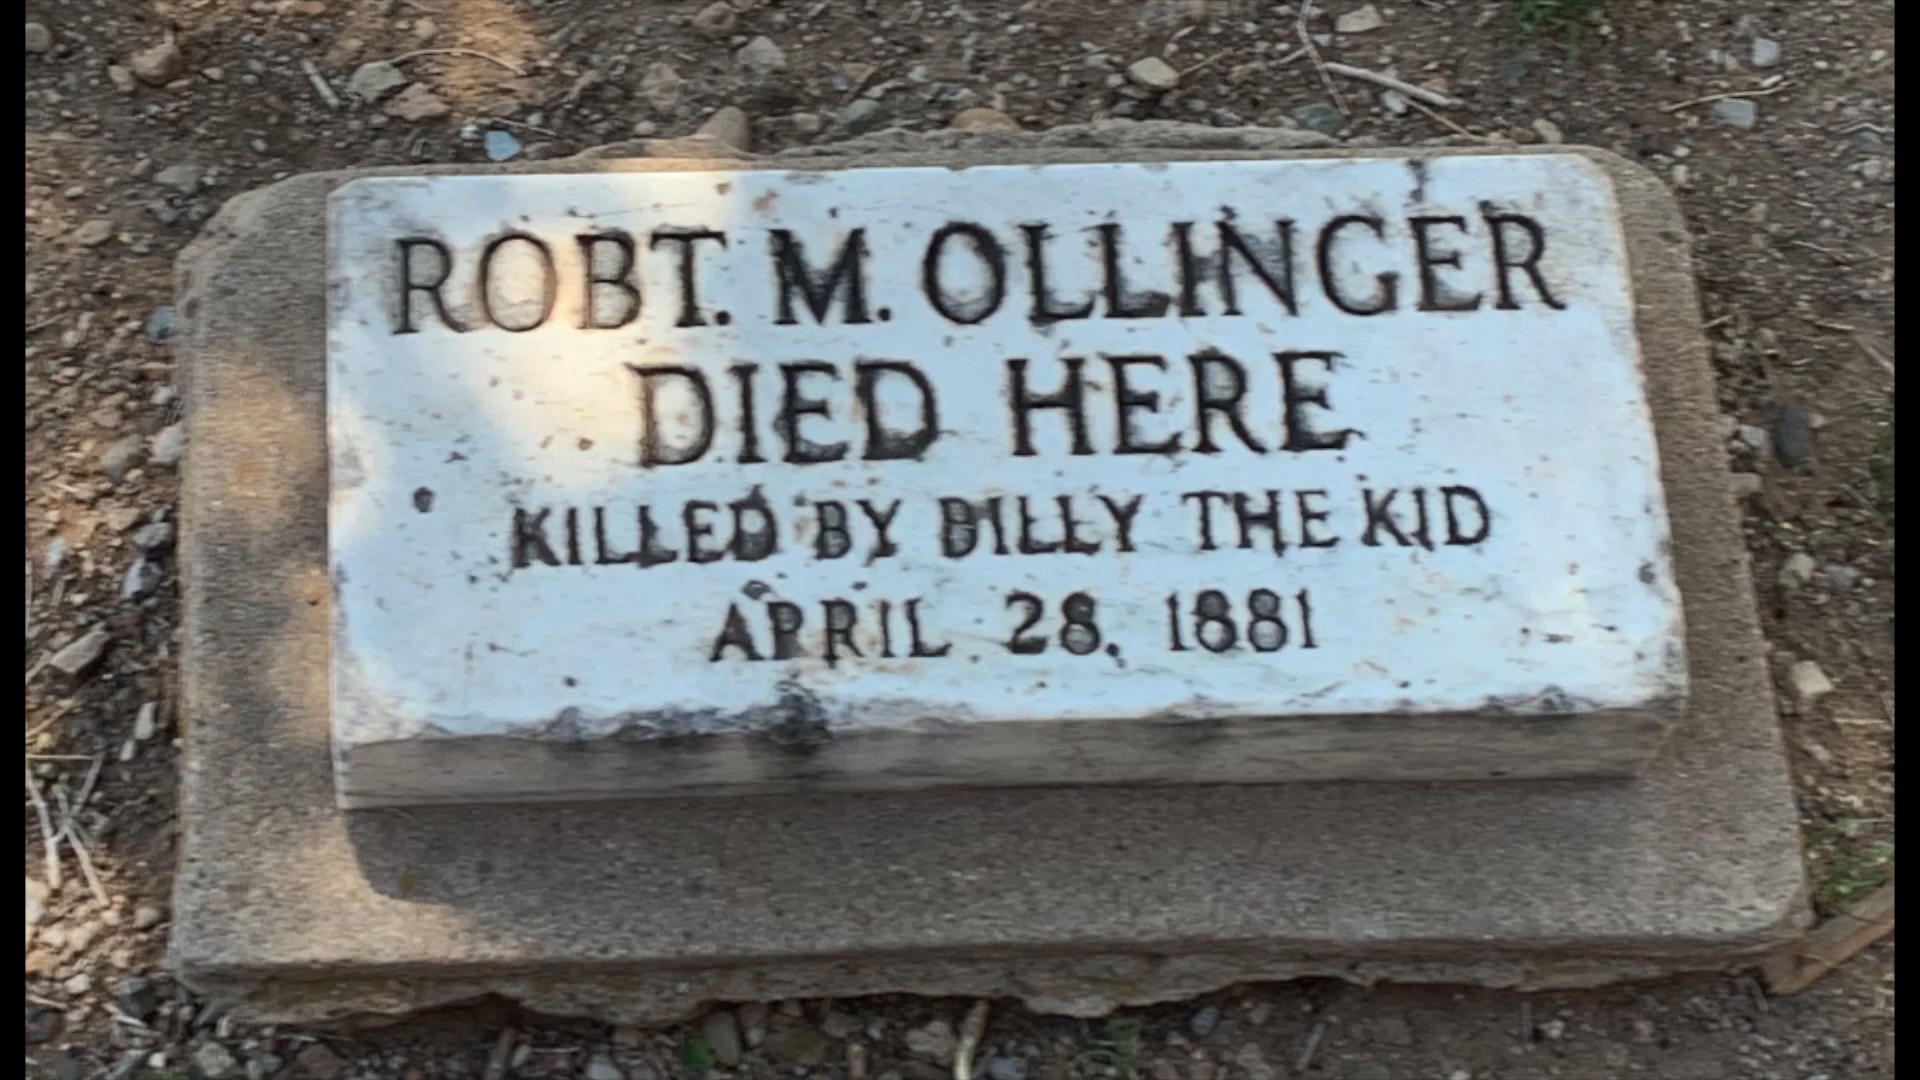 ROBT. M. OLLINGER
DIED HERE
KILLED BY BILLY THE KID
APRIL 28, 1881